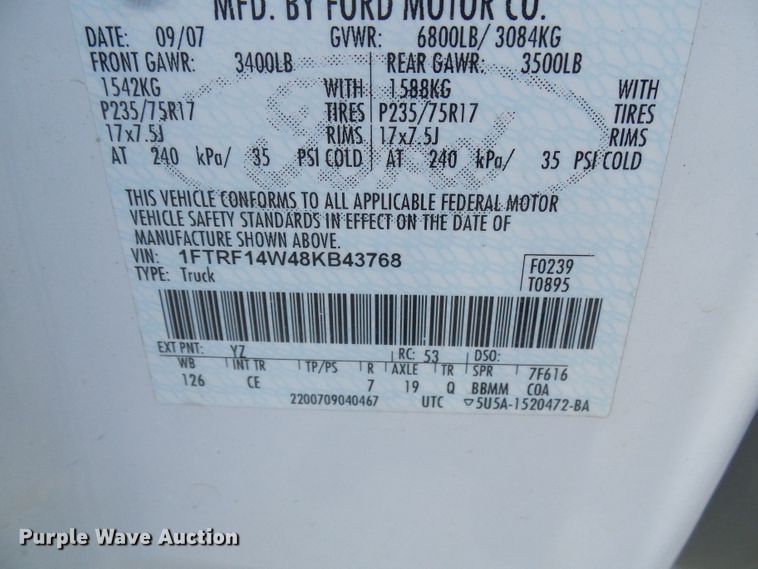 MFD. BY FORD MOTOR CO.
DATE: 09/07 GVWR: 6800LB/ 3084KG
FRONT GAWR: 3400LB REAR GAWR: 3500LB
1542KG WITH 1588KG WITH
P235/75R17 TIRES P235/75R17 TIRES
17x7.5J RIMS 17x7.5J RIMS
AT 240 kPa/ 35 PSI COLD AT 240 kPa/ 35 PSI COLD
Ford
THIS VEHICLE CONFORMS TO ALL APPLICABLE FEDERAL MOTOR
VEHICLE SAFETY STANDARDS IN EFFECT ON THE DATE OF
MANUFACTURE SHOWN ABOVE.
VIN: 1FTRF14W48KB43768
TYPE: Truck
F0239
T0895
EXT PNT: YZ RC: 53 DSO:
WB INT TR TP/PS R AXLE TR SPR 7F616
126 CE 7 19 Q BBMM COA
2200709040467 UTC ▽5U5A-1520472-BA
Purple Wave Auction